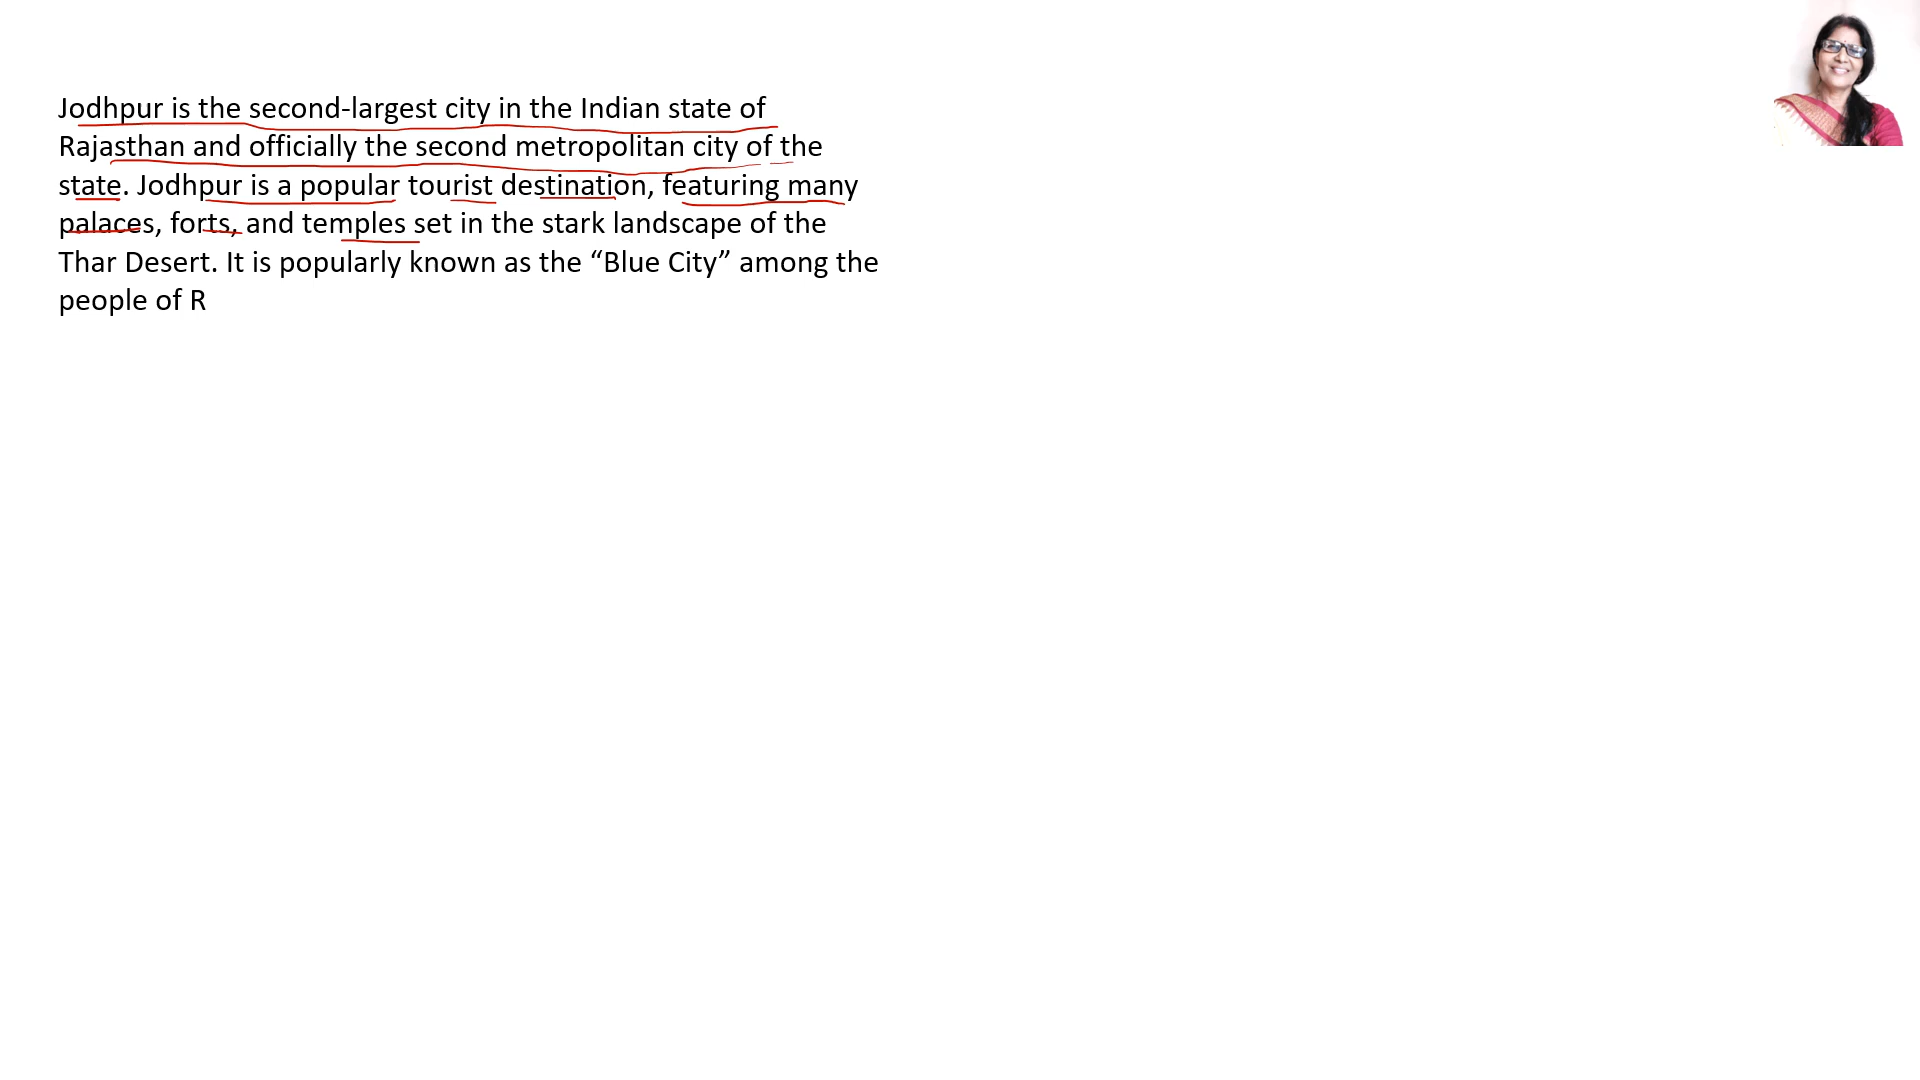 Jodhpur is the second-largest city in the Indian state of
Rajasthan and officially the second metropolitan city of the
state. Jodhpur is a popular tourist destination, featuring many
palaces, forts, and temples set in the stark landscape of the
Thar Desert. It is popularly known as the “Blue City” among the
people of R